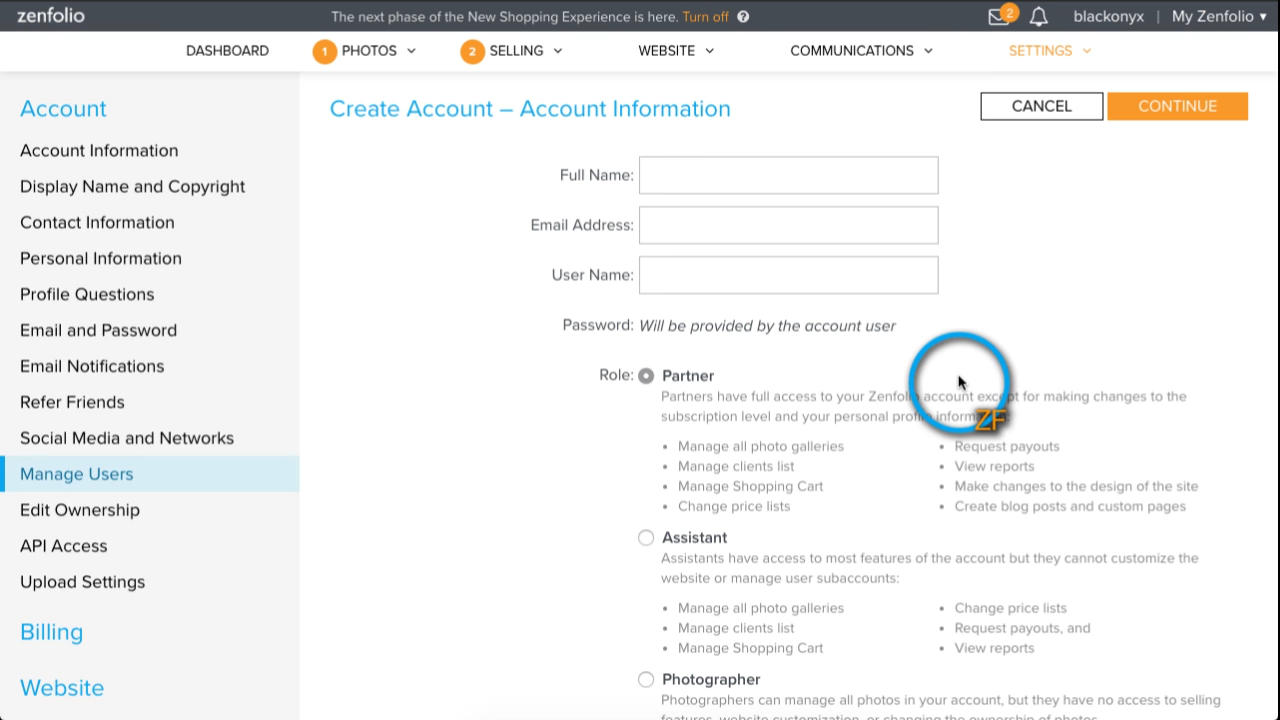 zenfolio
The next phase of the New Shopping Experience is here. Turn off ?
2
blackonyx | My Zenfolio ▾
DASHBOARD
1 PHOTOS
2 SELLING
WEBSITE
COMMUNICATIONS
SETTINGS
Account
Account Information
Display Name and Copyright
Contact Information
Personal Information
Profile Questions
Email and Password
Email Notifications
Refer Friends
Social Media and Networks
Manage Users
Edit Ownership
API Access
Upload Settings
Billing
Website
Create Account – Account Information
CANCEL
CONTINUE
Full Name:
Email Address:
User Name:
Password: Will be provided by the account user
Role: Partner
Partners have full access to your Zenfolio account except for making changes to the
subscription level and your personal profile information:
ZF
• Manage all photo galleries
• Manage clients list
• Manage Shopping Cart
• Change price lists
• Request payouts
• View reports
• Make changes to the design of the site
• Create blog posts and custom pages
Assistant
Assistants have access to most features of the account but they cannot customize the
website or manage user subaccounts:
• Manage all photo galleries
• Manage clients list
• Manage Shopping Cart
• Change price lists
• Request payouts, and
• View reports
Photographer
Photographers can manage all photos in your account, but they have no access to selling
features, website customization, or changing the ownership of photos